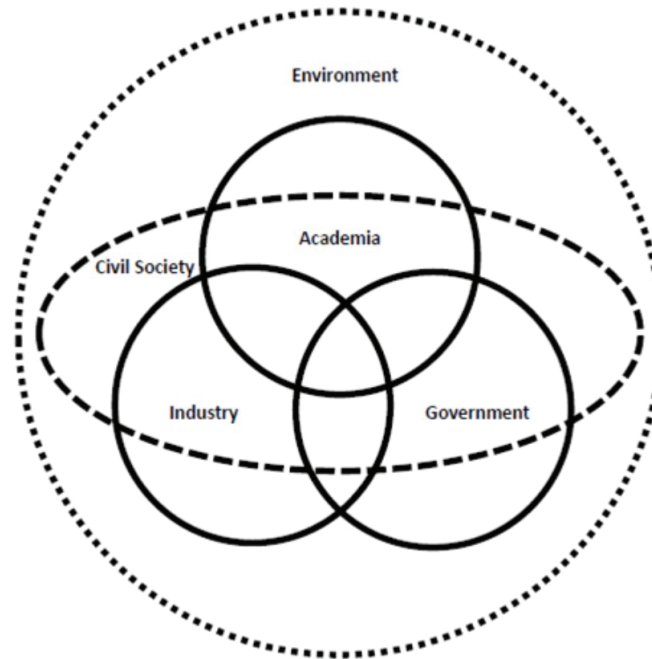 Environment
Academia
Civil Society
Industry
Government